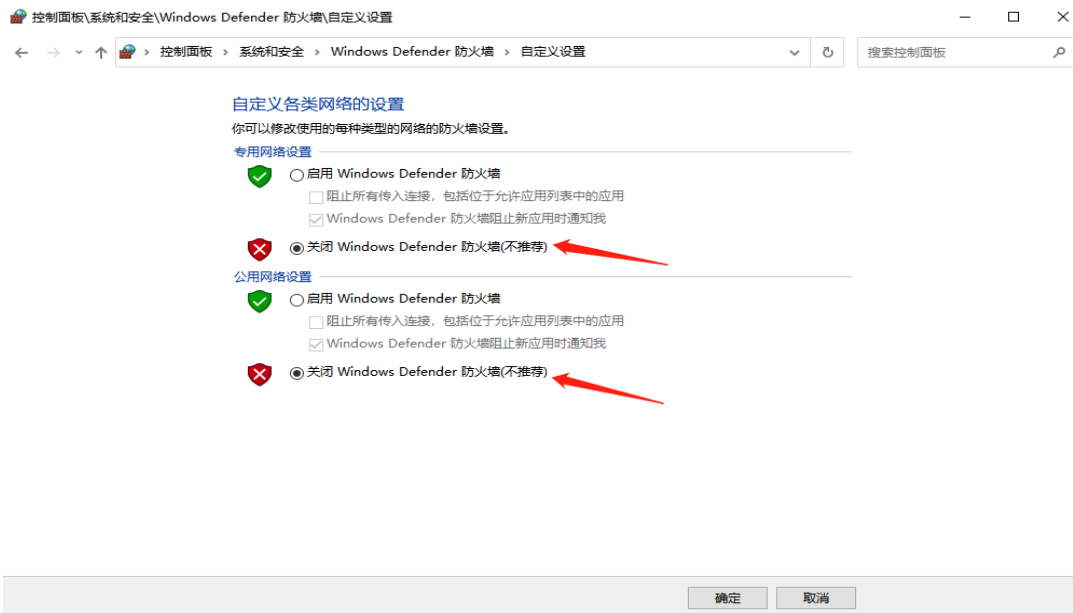 控制面板\系统和安全\Windows Defender 防火墙\自定义设置
控制面板 › 系统和安全 › Windows Defender 防火墙 › 自定义设置
搜索控制面板
自定义各类网络的设置
你可以修改使用的每种类型的网络的防火墙设置。
专用网络设置
启用 Windows Defender 防火墙
阻止所有传入连接，包括位于允许应用列表中的应用
Windows Defender 防火墙阻止新应用时通知我
关闭 Windows Defender 防火墙(不推荐)
公用网络设置
启用 Windows Defender 防火墙
阻止所有传入连接，包括位于允许应用列表中的应用
Windows Defender 防火墙阻止新应用时通知我
关闭 Windows Defender 防火墙(不推荐)
确定 取消